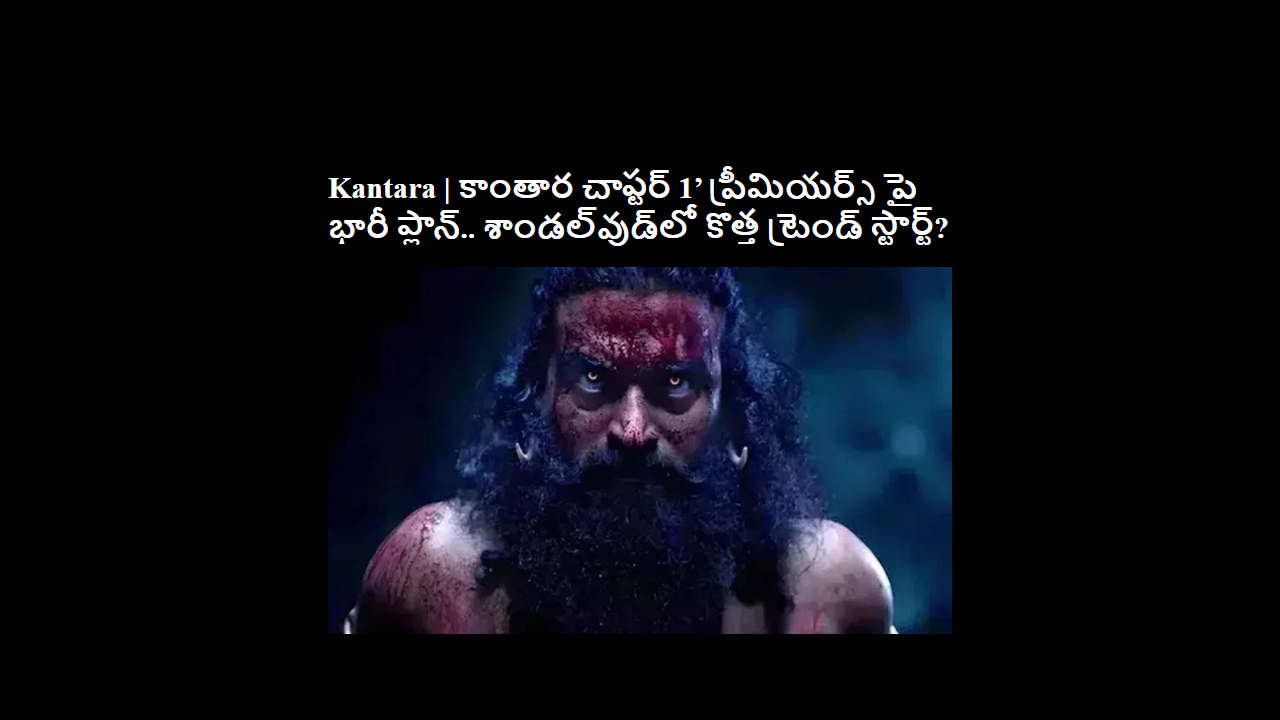 Kantara | కాంతార చాప్టర్ 1’ ప్రీమియర్స్ పై
భారీ ప్లాన్.. శాండల్‌వుడ్‌లో కొత్త ట్రెండ్ స్టార్ట్?